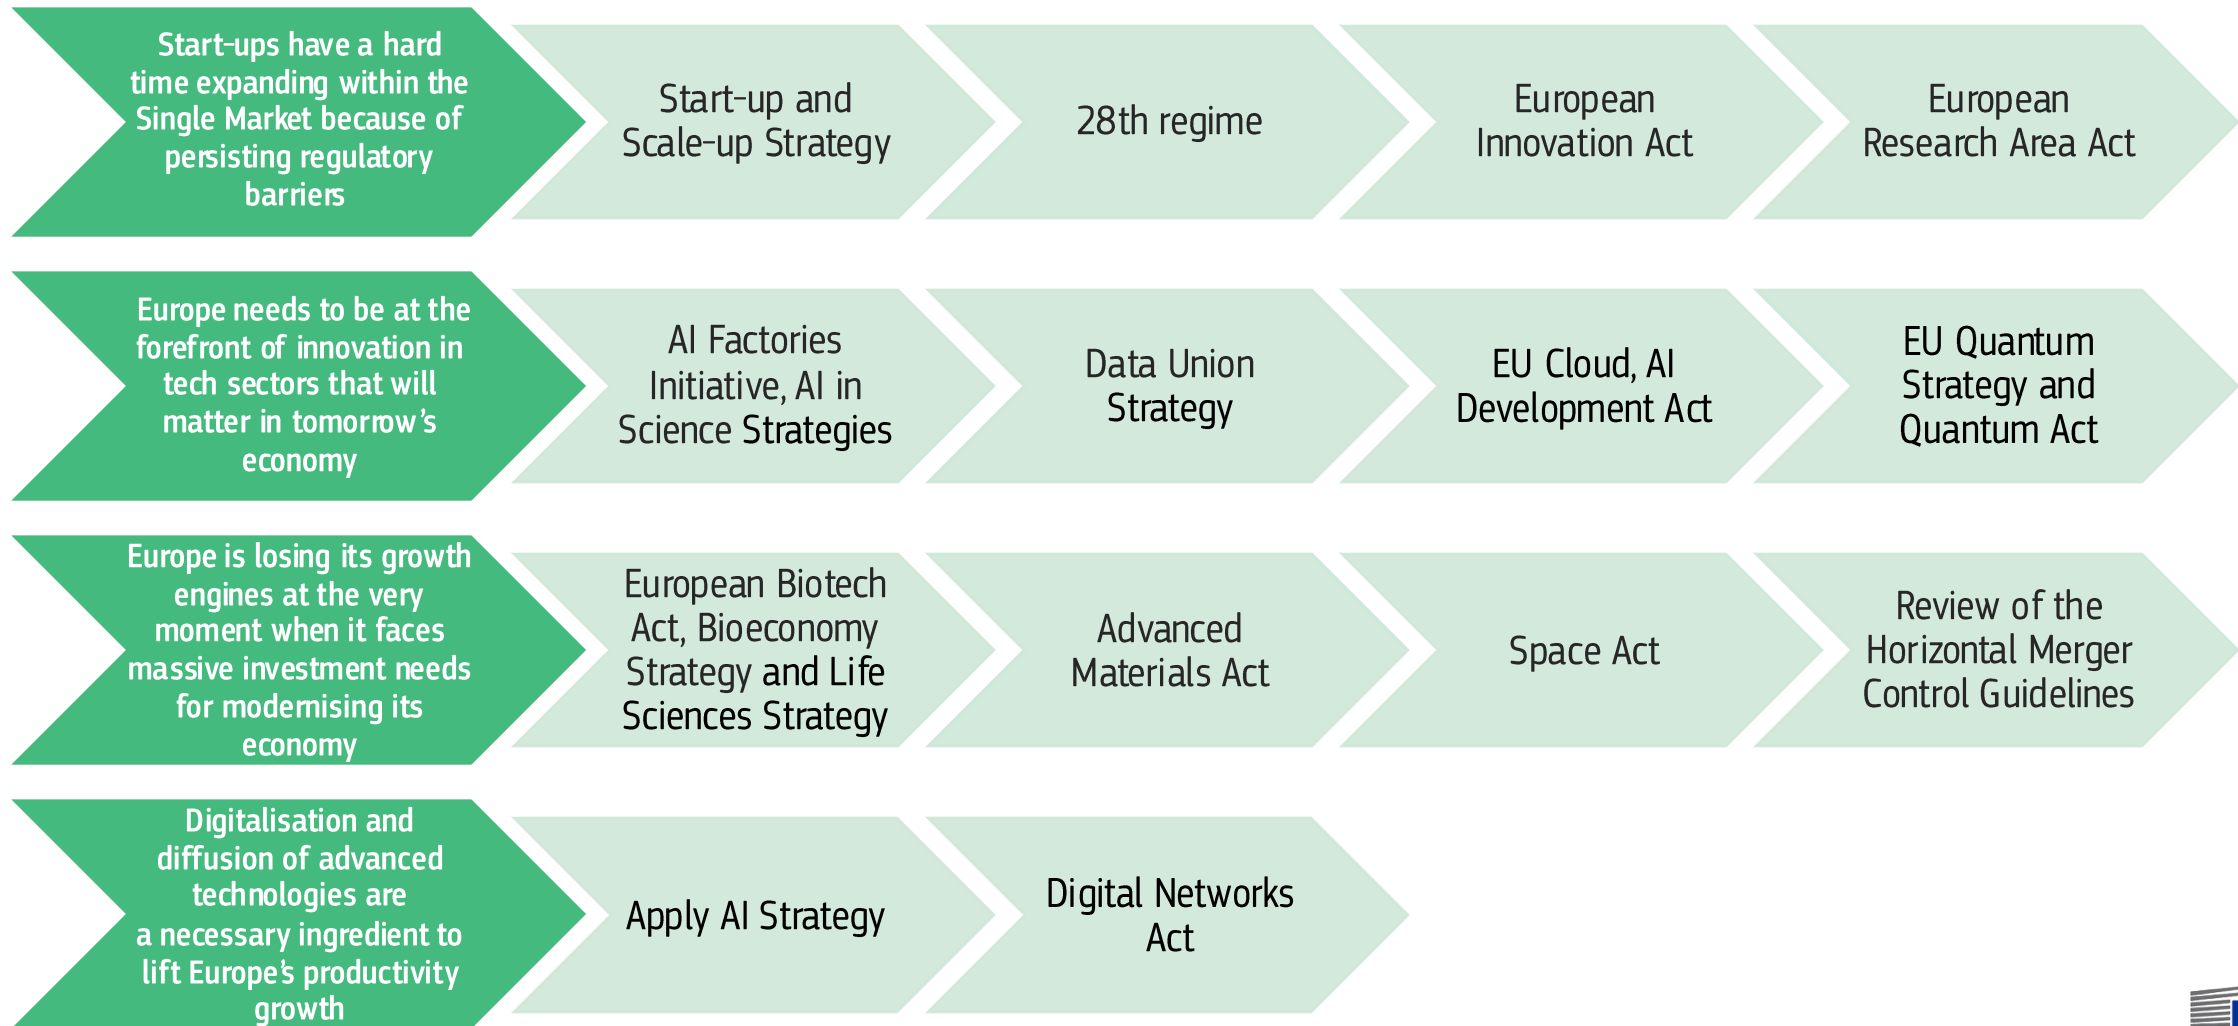 Start-ups have a hard
time expanding within the
Single Market because of
persisting regulatory
barriers
Start-up and
Scale-up Strategy
28th regime
European
Innovation Act
European
Research Area Act
Europe needs to be at the
forefront of innovation in
tech sectors that will
matter in tomorrow's
economy
AI Factories
Initiative, AI in
Science Strategies
Data Union
Strategy
EU Cloud, AI
Development Act
EU Quantum
Strategy and
Quantum Act
Europe is losing its growth
engines at the very
moment when it faces
massive investment needs
for modernising its
economy
European Biotech
Act, Bioeconomy
Strategy and Life
Sciences Strategy
Advanced
Materials Act
Space Act
Review of the
Horizontal Merger
Control Guidelines
Digitalisation and
diffusion of advanced
technologies are
a necessary ingredient to
lift Europe's productivity
growth
Apply AI Strategy
Digital Networks
Act